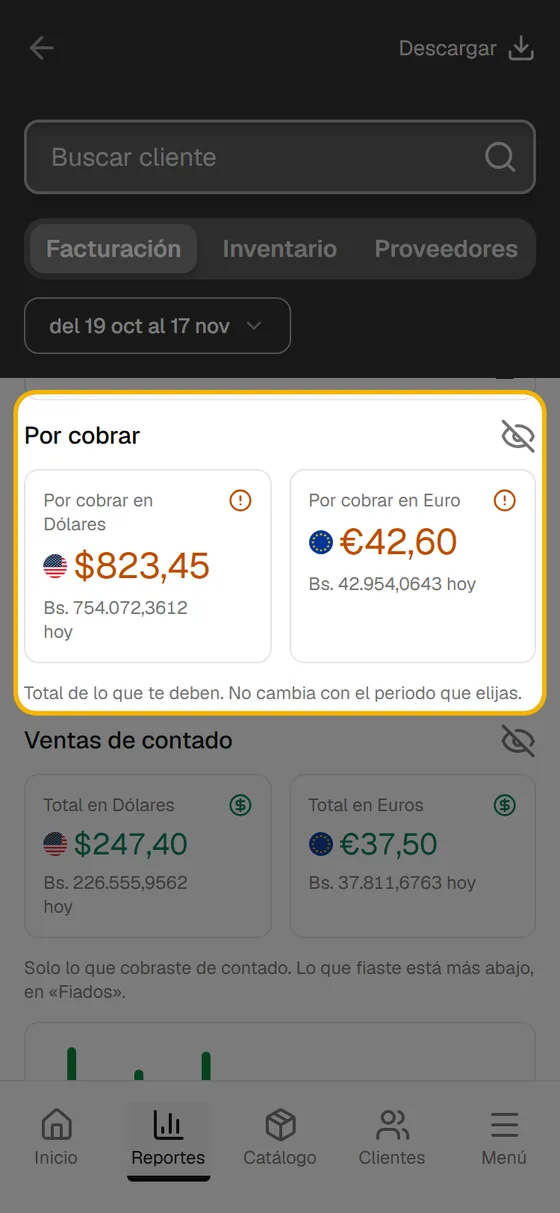 Descargar
Buscar cliente
Facturación
Inventario
Proveedores
del 19 oct al 17 nov
Por cobrar
Por cobrar en
Dólares
$823,45
Bs. 754.072,3612
hoy
Por cobrar en Euro
€42,60
Bs. 42.954,0643 hoy
Total de lo que te deben. No cambia con el periodo que elijas.
Ventas de contado
Total en Dólares
$247,40
Bs. 226.555,9562
hoy
Total en Euros
€37,50
Bs. 37.811,6763 hoy
Solo lo que cobraste de contado. Lo que fiaste está más abajo,
en «Fiados».
Inicio
Reportes
Catálogo
Clientes
Menú